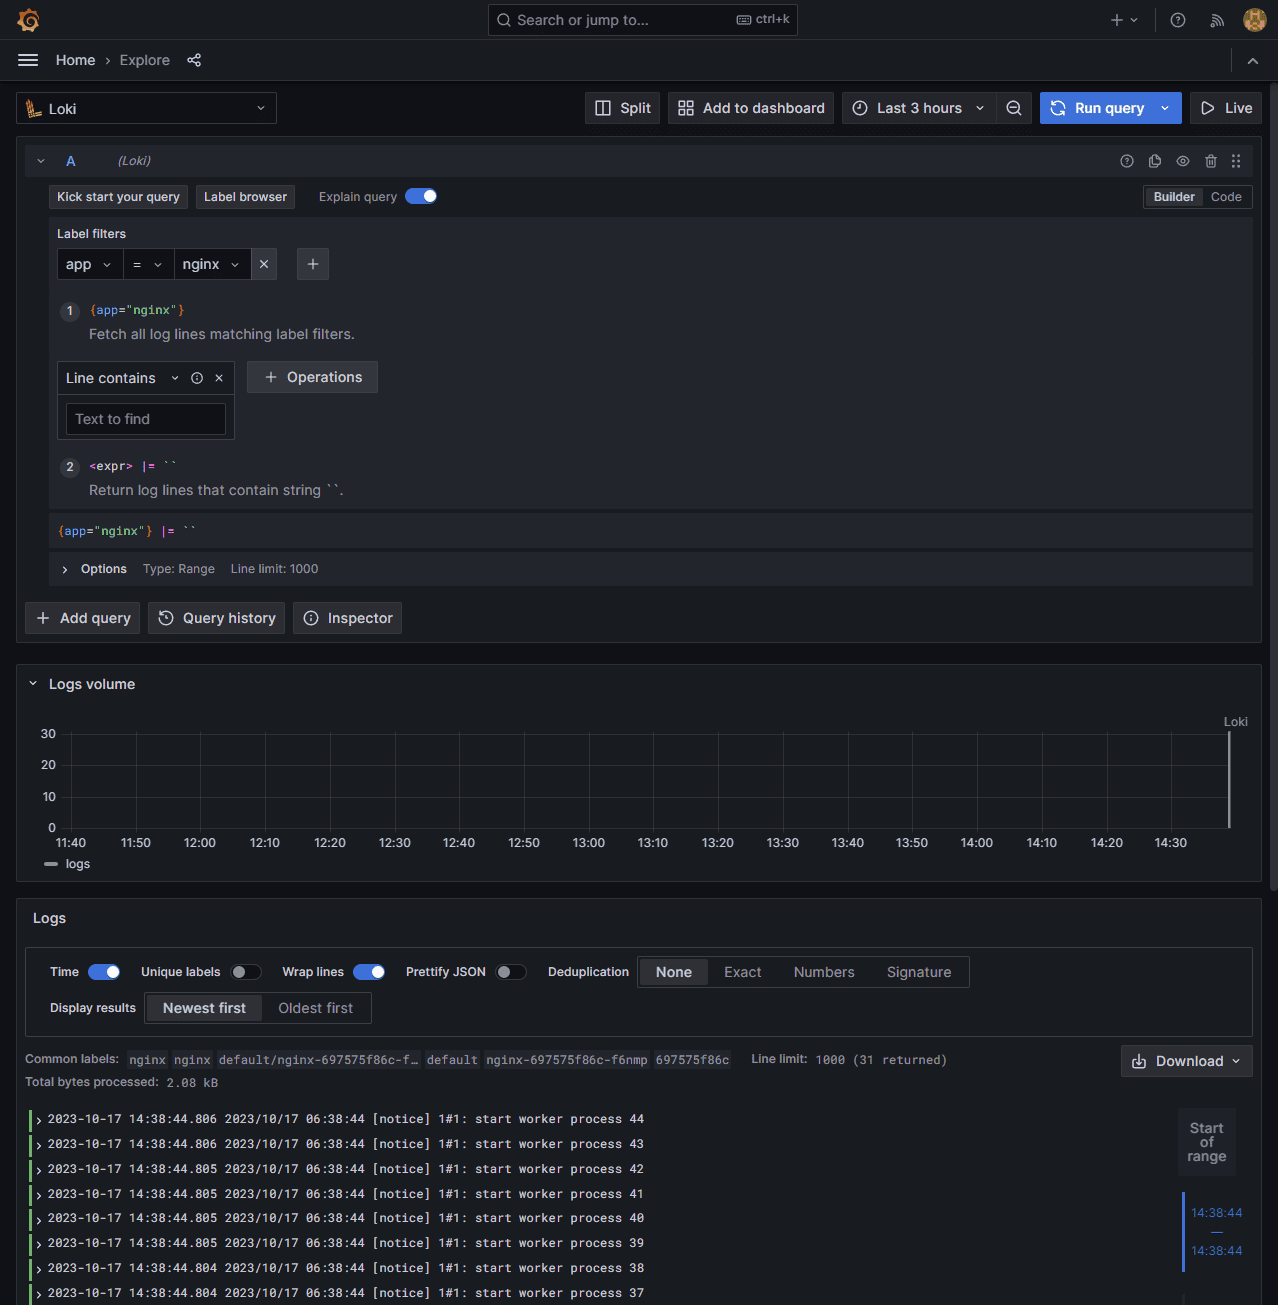 Search or jump to... ctrl+k
Home › Explore
Loki Split Add to dashboard Last 3 hours Run query Live
A (Loki)
Kick start your query Label browser Explain query Builder Code
Label filters
app = nginx
1 {app="nginx"}
Fetch all log lines matching label filters.
Line contains + Operations
Text to find
2 <expr> |= ``
Return log lines that contain string ``.
{app="nginx"} |= ``
Options Type: Range Line limit: 1000
+ Add query Query history Inspector
Logs volume
Loki
30
20
10
0
11:40 11:50 12:00 12:10 12:20 12:30 12:40 12:50 13:00 13:10 13:20 13:30 13:40 13:50 14:00 14:10 14:20 14:30
logs
Logs
Time Unique labels Wrap lines Prettify JSON Deduplication None Exact Numbers Signature
Display results Newest first Oldest first
Common labels: nginx nginx default/nginx-697575f86c-f… default nginx-697575f86c-f6nmp 697575f86c Line limit: 1000 (31 returned)
Download
Total bytes processed: 2.08 kB
2023-10-17 14:38:44.806 2023/10/17 06:38:44 [notice] 1#1: start worker process 44
2023-10-17 14:38:44.806 2023/10/17 06:38:44 [notice] 1#1: start worker process 43
2023-10-17 14:38:44.805 2023/10/17 06:38:44 [notice] 1#1: start worker process 42
2023-10-17 14:38:44.805 2023/10/17 06:38:44 [notice] 1#1: start worker process 41
2023-10-17 14:38:44.805 2023/10/17 06:38:44 [notice] 1#1: start worker process 40
2023-10-17 14:38:44.805 2023/10/17 06:38:44 [notice] 1#1: start worker process 39
2023-10-17 14:38:44.804 2023/10/17 06:38:44 [notice] 1#1: start worker process 38
2023-10-17 14:38:44.804 2023/10/17 06:38:44 [notice] 1#1: start worker process 37
Start
of
range
14:38:44
—
14:38:44